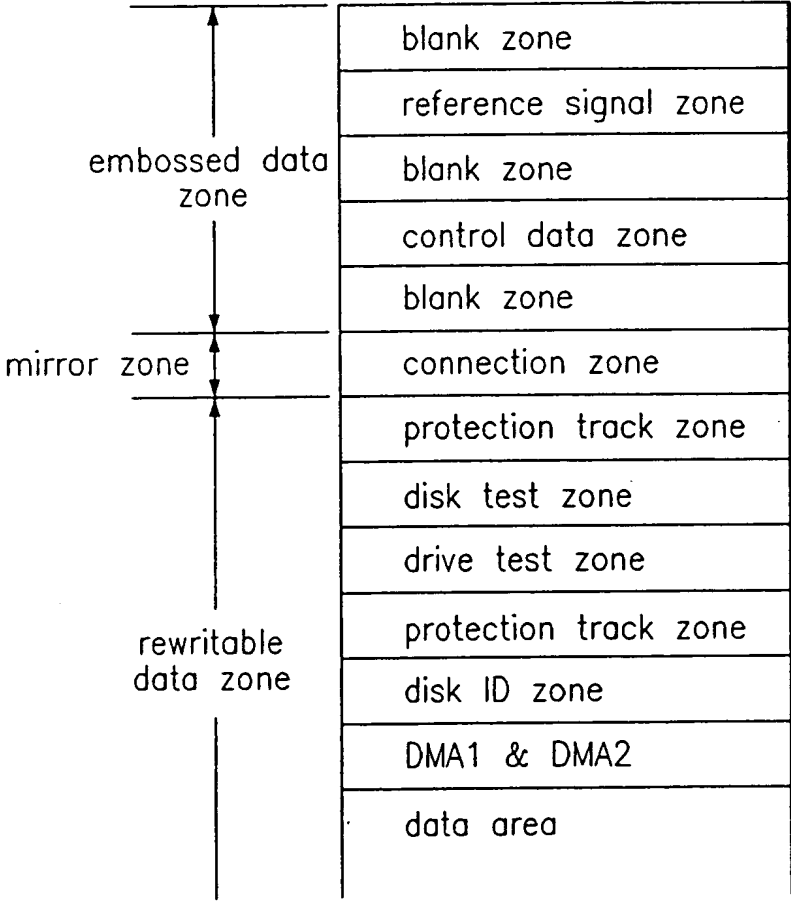 blank zone
reference signal zone
embossed data
zone
blank zone
control data zone
blank zone
mirror zone
connection zone
protection track zone
disk test zone
drive test zone
rewritable
data zone
protection track zone
disk ID zone
DMA1 & DMA2
data area